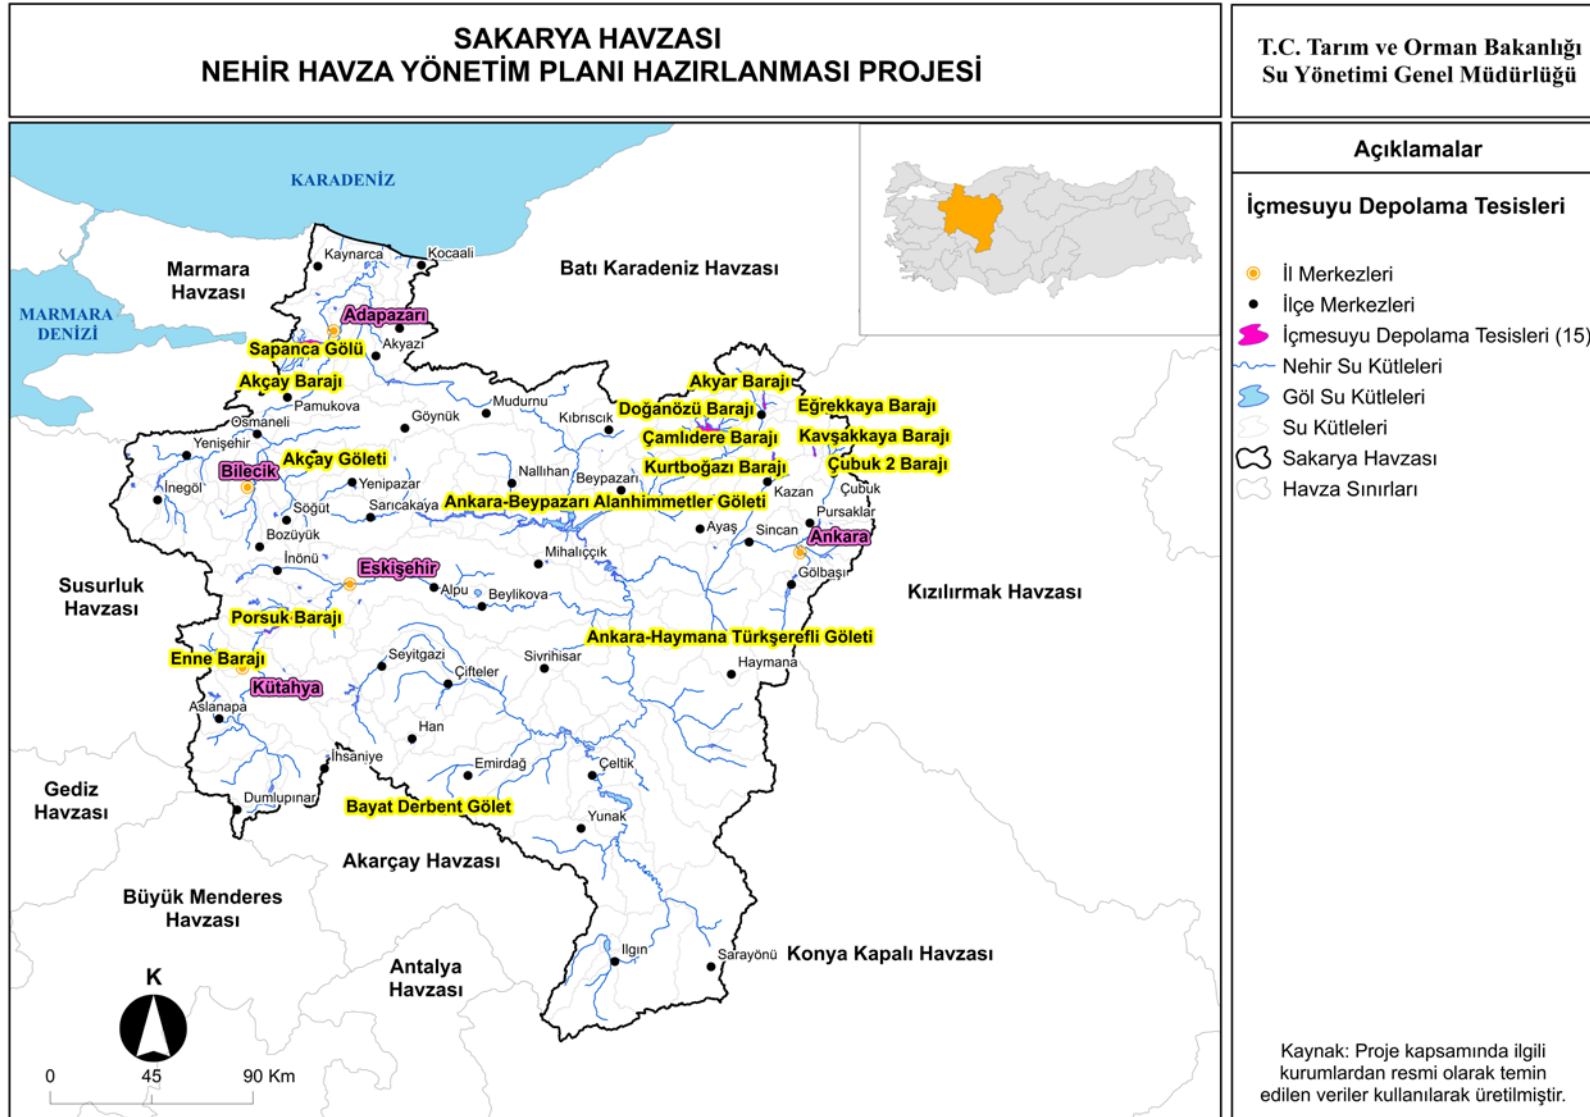 SAKARYA HAVZASI
NEHİR HAVZA YÖNETİM PLANI HAZIRLANMASI PROJESİ
T.C. Tarım ve Orman Bakanlığı
Su Yönetimi Genel Müdürlüğü
KARADENİZ
Kaynarca
Kocaali
Marmara
Havzası
Batı Karadeniz Havzası
MARMARA
DENİZİ
Adapazarı
Sapanca Gölü
Akyazı
Akçay Barajı
Pamukova
Akyar Barajı
Göynük
Mudurnu
Kıbrıscık
Doğanözü Barajı
Eğrekkaya Barajı
Osmaneli
Çamlıdere Barajı
Kavşakkaya Barajı
Yenişehir
Akçay Göleti
Kurtboğazı Barajı
Çubuk 2 Barajı
Bilecik
Nallıhan
Beypazarı
İnegöl
Yenipazar
Kazan
Çubuk
Söğüt
Sarıcakaya
Ankara-Beypazarı Alanhimmetler Göleti
Pursaklar
Bozüyük
Ayaş
Sincan
Ankara
İnönü
Mihalıççık
Eskişehir
Gölbaşı
Alpu
Beylikova
Susurluk
Havzası
Kızılırmak Havzası
Porsuk Barajı
Ankara-Haymana Türkşerefli Göleti
Enne Barajı
Seyitgazi
Sivrihisar
Haymana
Çifteler
Kütahya
Aslanapa
Han
İhsaniye
Emirdağ
Çeltik
Gediz
Havzası
Dumlupınar
Bayat Derbent Gölet
Yunak
Akarçay Havzası
Büyük Menderes
Havzası
Ilgın
Sarayönü
Konya Kapalı Havzası
Antalya
Havzası
K
0 45 90 Km
Açıklamalar
İçmesuyu Depolama Tesisleri
İl Merkezleri
İlçe Merkezleri
İçmesuyu Depolama Tesisleri (15)
Nehir Su Kütleleri
Göl Su Kütleleri
Su Kütleleri
Sakarya Havzası
Havza Sınırları
Kaynak: Proje kapsamında ilgili
kurumlardan resmi olarak temin
edilen veriler kullanılarak üretilmiştir.